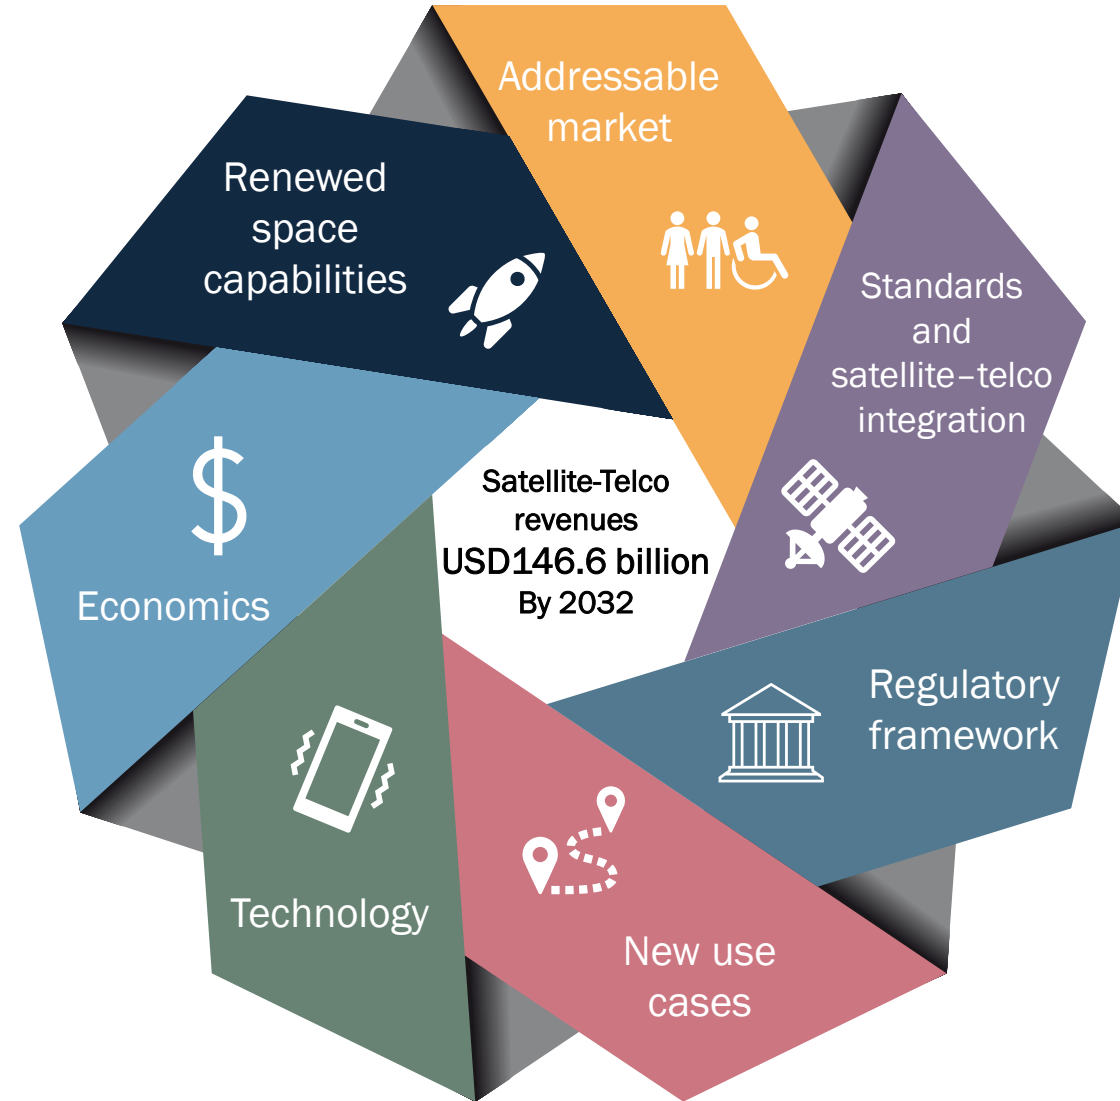 Addressable
market
Renewed
space
capabilities
Standards
and
satellite–telco
integration
Satellite-Telco
revenues
USD146.6 billion
By 2032
Economics
Regulatory
framework
Technology
New use
cases